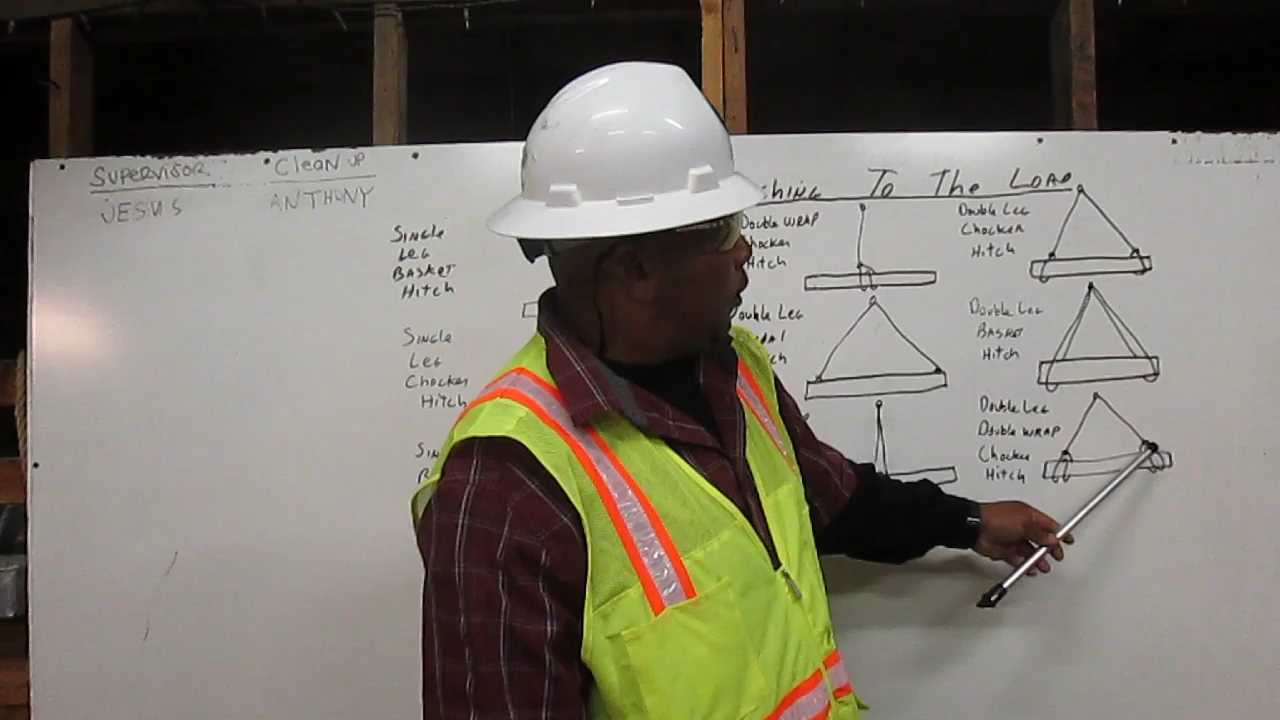 SUPERVISOR
Clean UP
JESUS
ANTHONY
TO The LOAD
Single
Leg
BASKET
Hitch
Single
Leg
Chocker
Hitch
Double WRAP
Chocker
Hitch
Double Leg
Double Leg
Chocker
Hitch
Double Leg
BASKET
Hitch
Double Leg
Double WRAP
Chocker
Hitch